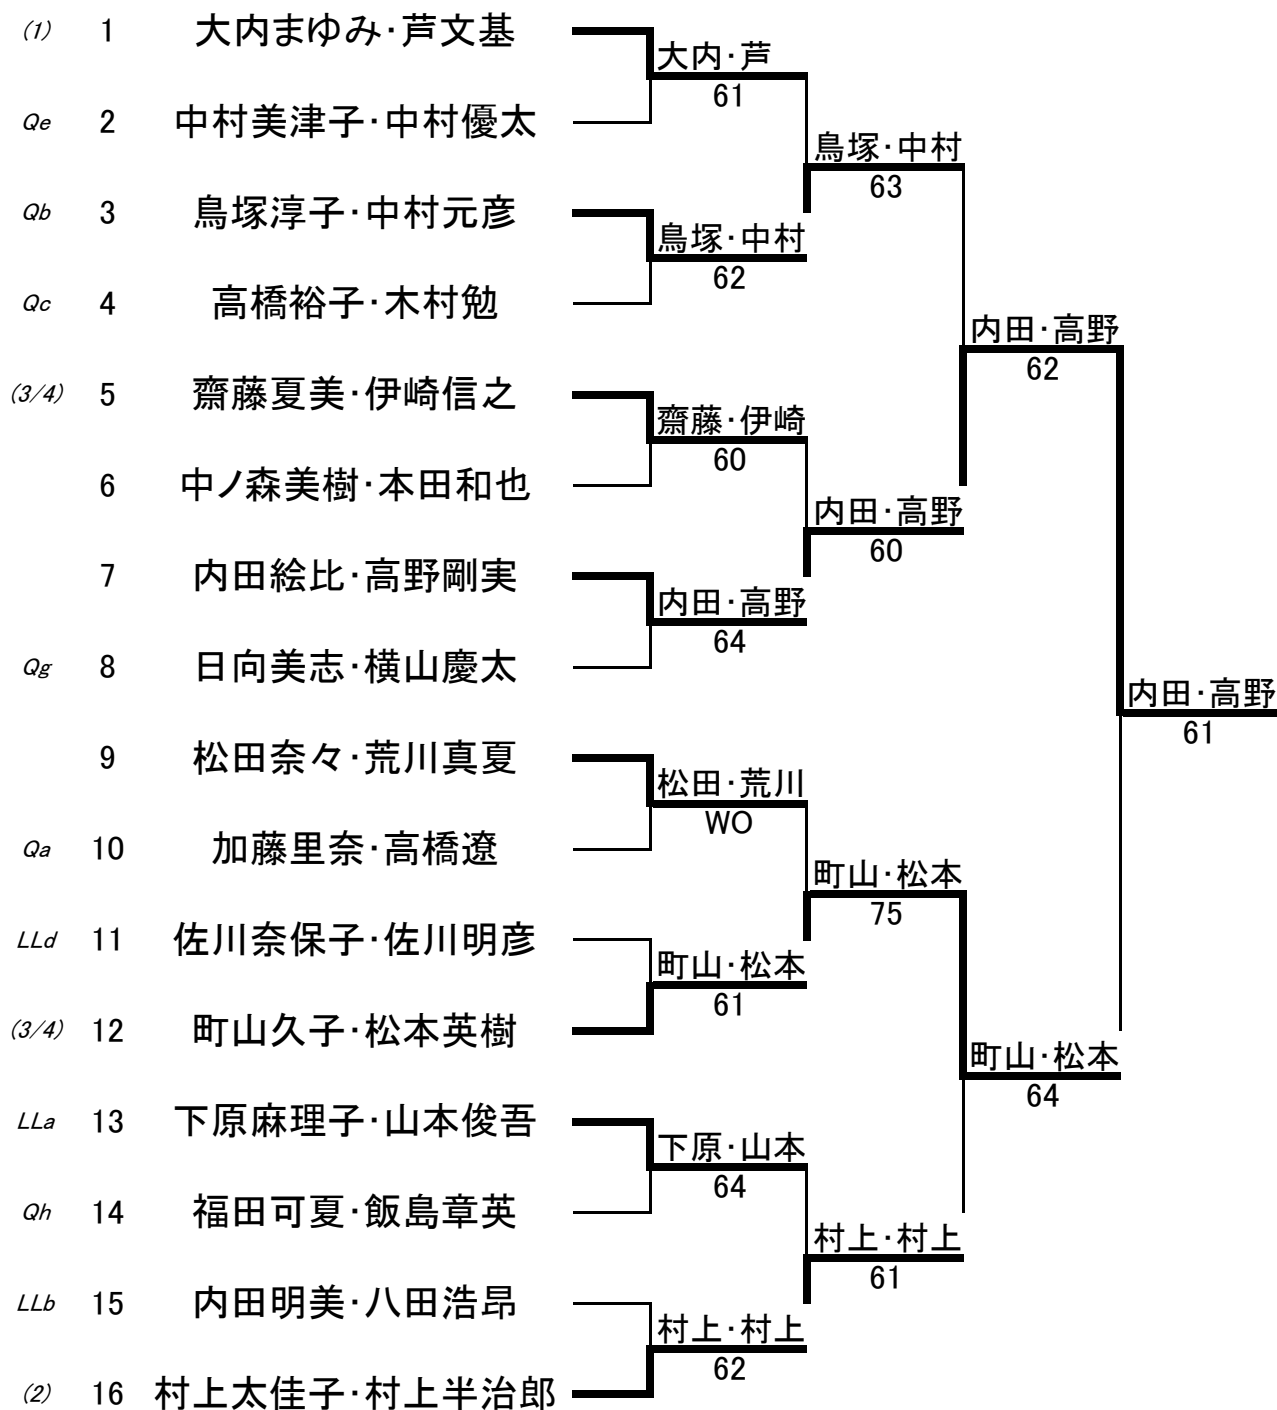 (1) 1 大内まゆみ・芦文基
大内・芦
61
Qe 2 中村美津子・中村優太
鳥塚・中村
63
Qb 3 鳥塚淳子・中村元彦
鳥塚・中村
62
Qc 4 高橋裕子・木村勉
内田・高野
62
(3/4) 5 齋藤夏美・伊崎信之
齋藤・伊崎
60
6 中ノ森美樹・本田和也
内田・高野
60
7 内田絵比・高野剛実
内田・高野
64
Qg 8 日向美志・横山慶太
内田・高野
61
9 松田奈々・荒川真夏
松田・荒川
WO
Qa 10 加藤里奈・高橋遼
町山・松本
75
LLd 11 佐川奈保子・佐川明彦
町山・松本
61
(3/4) 12 町山久子・松本英樹
町山・松本
64
LLa 13 下原麻理子・山本俊吾
下原・山本
64
Qh 14 福田可夏・飯島章英
村上・村上
61
LLb 15 内田明美・八田浩昂
村上・村上
62
(2) 16 村上太佳子・村上半治郎